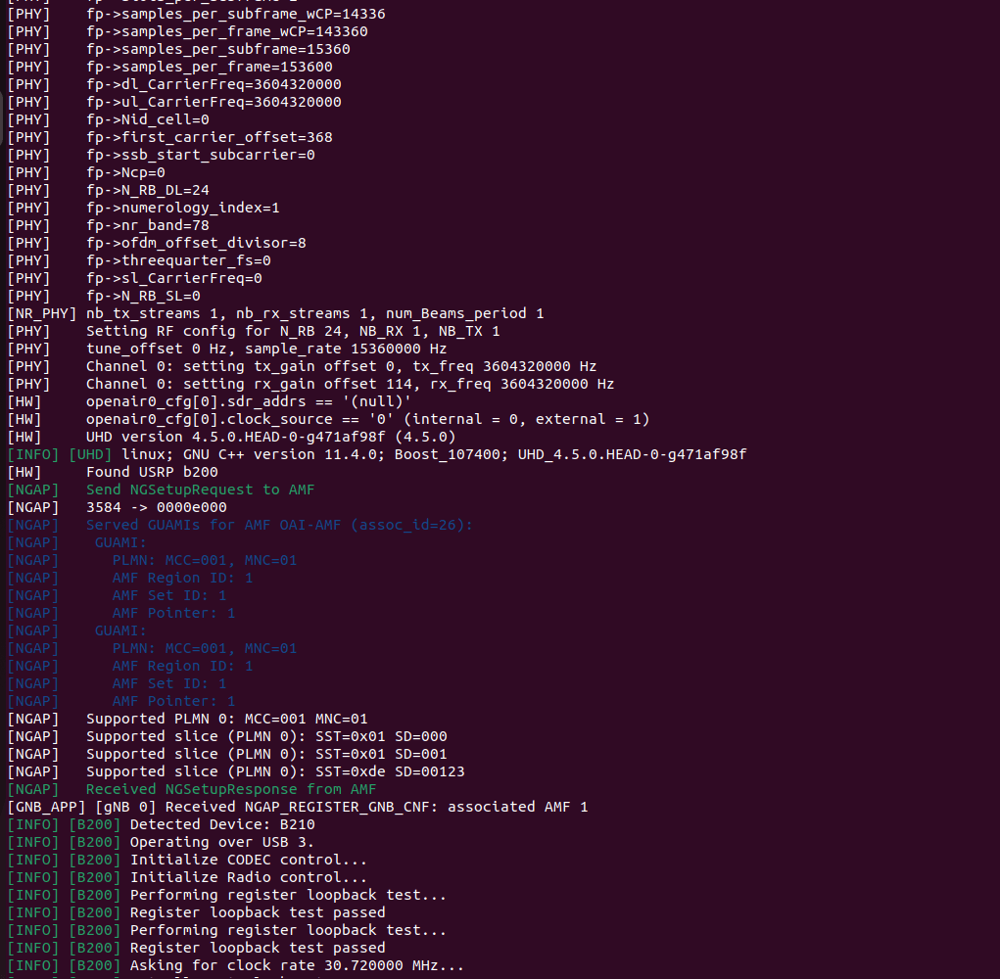 [PHY]    fp->samples_per_subframe_wCP=14336
[PHY]    fp->samples_per_frame_wCP=143360
[PHY]    fp->samples_per_subframe=15360
[PHY]    fp->samples_per_frame=153600
[PHY]    fp->dl_CarrierFreq=3604320000
[PHY]    fp->ul_CarrierFreq=3604320000
[PHY]    fp->Nid_cell=0
[PHY]    fp->first_carrier_offset=368
[PHY]    fp->ssb_start_subcarrier=0
[PHY]    fp->Ncp=0
[PHY]    fp->N_RB_DL=24
[PHY]    fp->numerology_index=1
[PHY]    fp->nr_band=78
[PHY]    fp->ofdm_offset_divisor=8
[PHY]    fp->threequarter_fs=0
[PHY]    fp->sl_CarrierFreq=0
[PHY]    fp->N_RB_SL=0
[NR_PHY] nb_tx_streams 1, nb_rx_streams 1, num_Beams_period 1
[PHY]    Setting RF config for N_RB 24, NB_RX 1, NB_TX 1
[PHY]    tune_offset 0 Hz, sample_rate 15360000 Hz
[PHY]    Channel 0: setting tx_gain offset 0, tx_freq 3604320000 Hz
[PHY]    Channel 0: setting rx_gain offset 114, rx_freq 3604320000 Hz
[HW]     openair0_cfg[0].sdr_addrs == '(null)'
[HW]     openair0_cfg[0].clock_source == '0' (internal = 0, external = 1)
[HW]     UHD version 4.5.0.HEAD-0-g471af98f (4.5.0)
[INFO] [UHD] linux; GNU C++ version 11.4.0; Boost_107400; UHD_4.5.0.HEAD-0-g471af98f
[HW]     Found USRP b200
[NGAP]   Send NGSetupRequest to AMF
[NGAP]   3584 -> 0000e000
[NGAP]   Served GUAMIs for AMF OAI-AMF (assoc_id=26):
[NGAP]    GUAMI:
[NGAP]      PLMN: MCC=001, MNC=01
[NGAP]      AMF Region ID: 1
[NGAP]      AMF Set ID: 1
[NGAP]      AMF Pointer: 1
[NGAP]    GUAMI:
[NGAP]      PLMN: MCC=001, MNC=01
[NGAP]      AMF Region ID: 1
[NGAP]      AMF Set ID: 1
[NGAP]      AMF Pointer: 1
[NGAP]   Supported PLMN 0: MCC=001 MNC=01
[NGAP]   Supported slice (PLMN 0): SST=0x01 SD=000
[NGAP]   Supported slice (PLMN 0): SST=0x01 SD=001
[NGAP]   Supported slice (PLMN 0): SST=0xde SD=00123
[NGAP]   Received NGSetupResponse from AMF
[GNB_APP] [gNB 0] Received NGAP_REGISTER_GNB_CNF: associated AMF 1
[INFO] [B200] Detected Device: B210
[INFO] [B200] Operating over USB 3.
[INFO] [B200] Initialize CODEC control...
[INFO] [B200] Initialize Radio control...
[INFO] [B200] Performing register loopback test...
[INFO] [B200] Register loopback test passed
[INFO] [B200] Performing register loopback test...
[INFO] [B200] Register loopback test passed
[INFO] [B200] Asking for clock rate 30.720000 MHz...